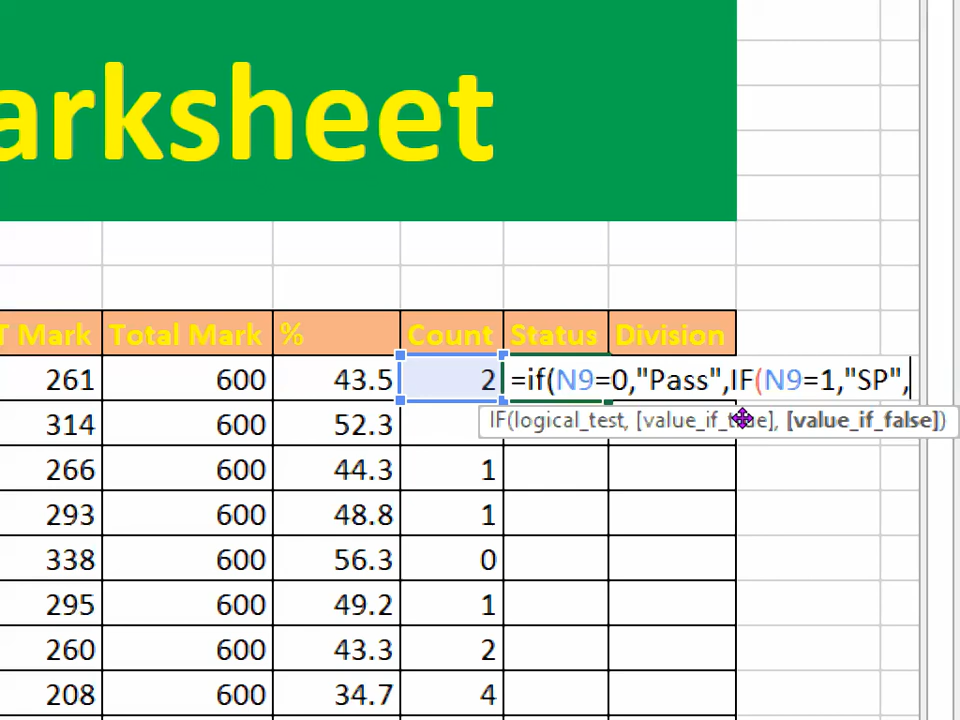 arksheet
T Mark Total Mark % Count Status Division
261 600 43.5 2 =if(N9=0,"Pass",IF(N9=1,"SP",
314 600 52.3 IF(logical_test, [value_if_true], [value_if_false])
266 600 44.3 1
293 600 48.8 1
338 600 56.3 0
295 600 49.2 1
260 600 43.3 2
208 600 34.7 4